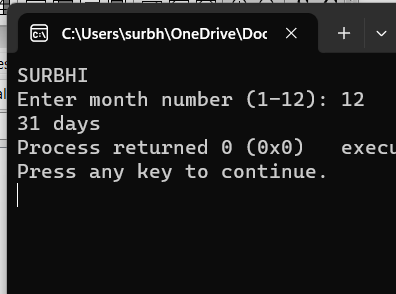 C:\Users\surbh\OneDrive\Doc
SURBHI
Enter month number (1-12): 12
31 days
Process returned 0 (0x0)   execu
Press any key to continue.